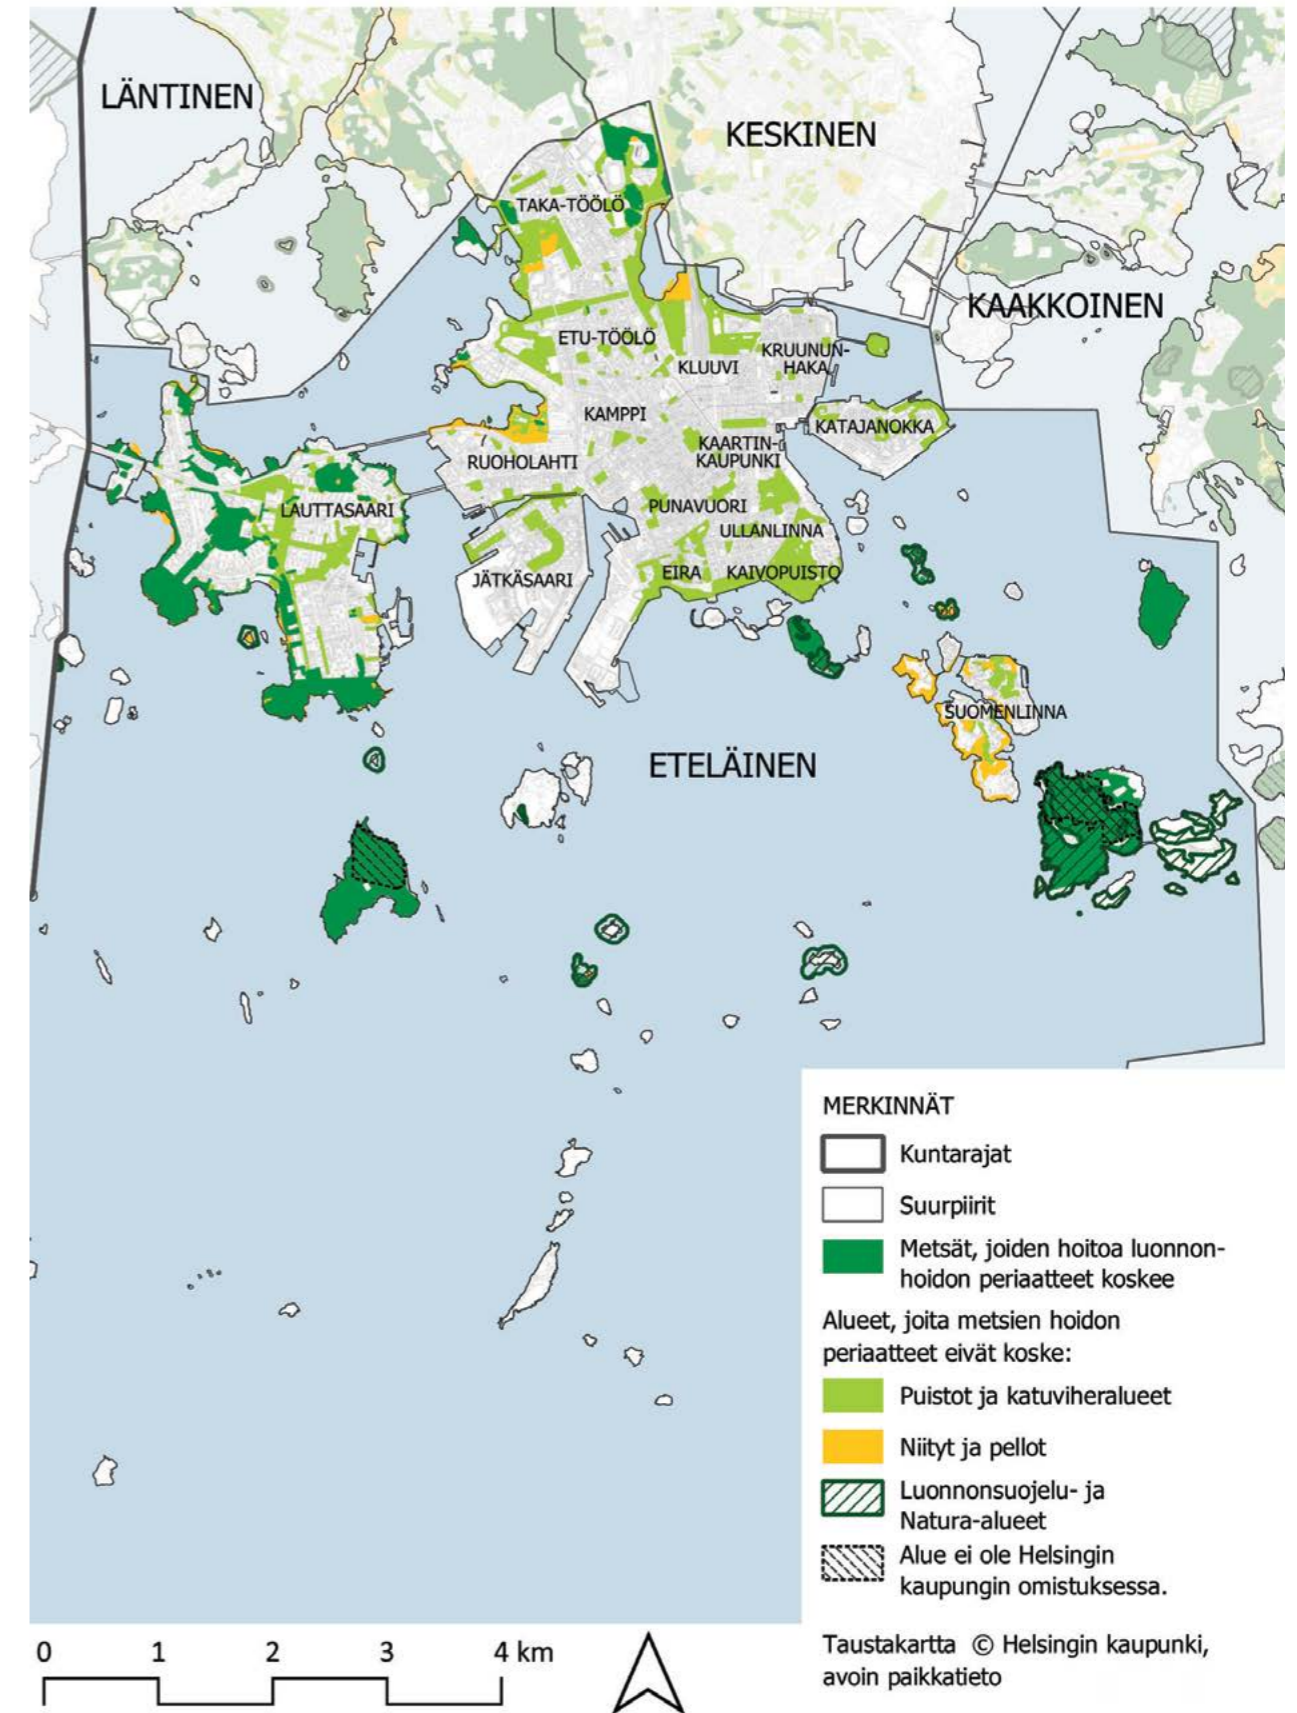 LÄNTINEN
KESKINEN
TAKA-TÖÖLÖ
KAAKKOINEN
ETU-TÖÖLÖ
KLUUVI
KRUUNUN-
HAKA
KAMPPI
KATAJANOKKA
KAARTIN-
KAUPUNKI
RUOHOLAHTI
LAUTTASAARI
PUNAVUORI
ULLANLINNA
JÄTKÄSAARI
EIRA
KAIVOPUISTO
SUOMENLINNA
ETELÄINEN
MERKINNÄT
Kuntarajat
Suurpiirit
Metsät, joiden hoitoa luonnon-
hoidon periaatteet koskee
Alueet, joita metsien hoidon
periaatteet eivät koske:
Puistot ja katuviheralueet
Niityt ja pellot
Luonnonsuojelu- ja
Natura-alueet
Alue ei ole Helsingin
kaupungin omistuksessa.
Taustakartta © Helsingin kaupunki,
avoin paikkatieto
0 1 2 3 4 km